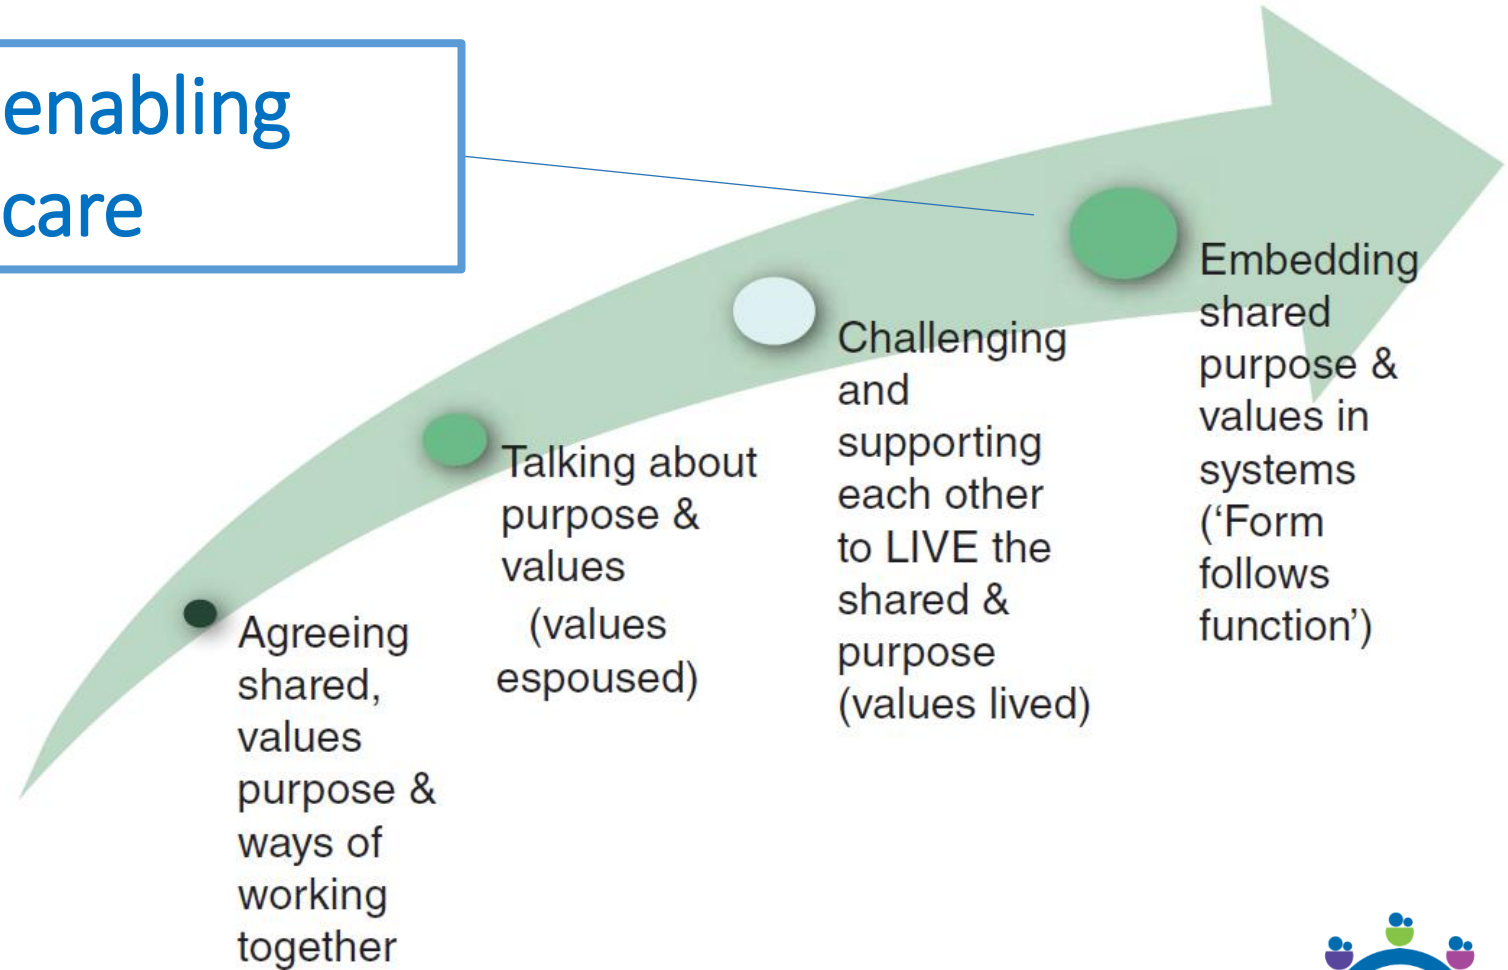 enabling
care
Agreeing
shared,
values
purpose &
ways of
working
together
Talking about
purpose &
values
(values
espoused)
Challenging
and
supporting
each other
to LIVE the
shared &
purpose
(values lived)
Embedding
shared
purpose &
values in
systems
(‘Form
follows
function’)